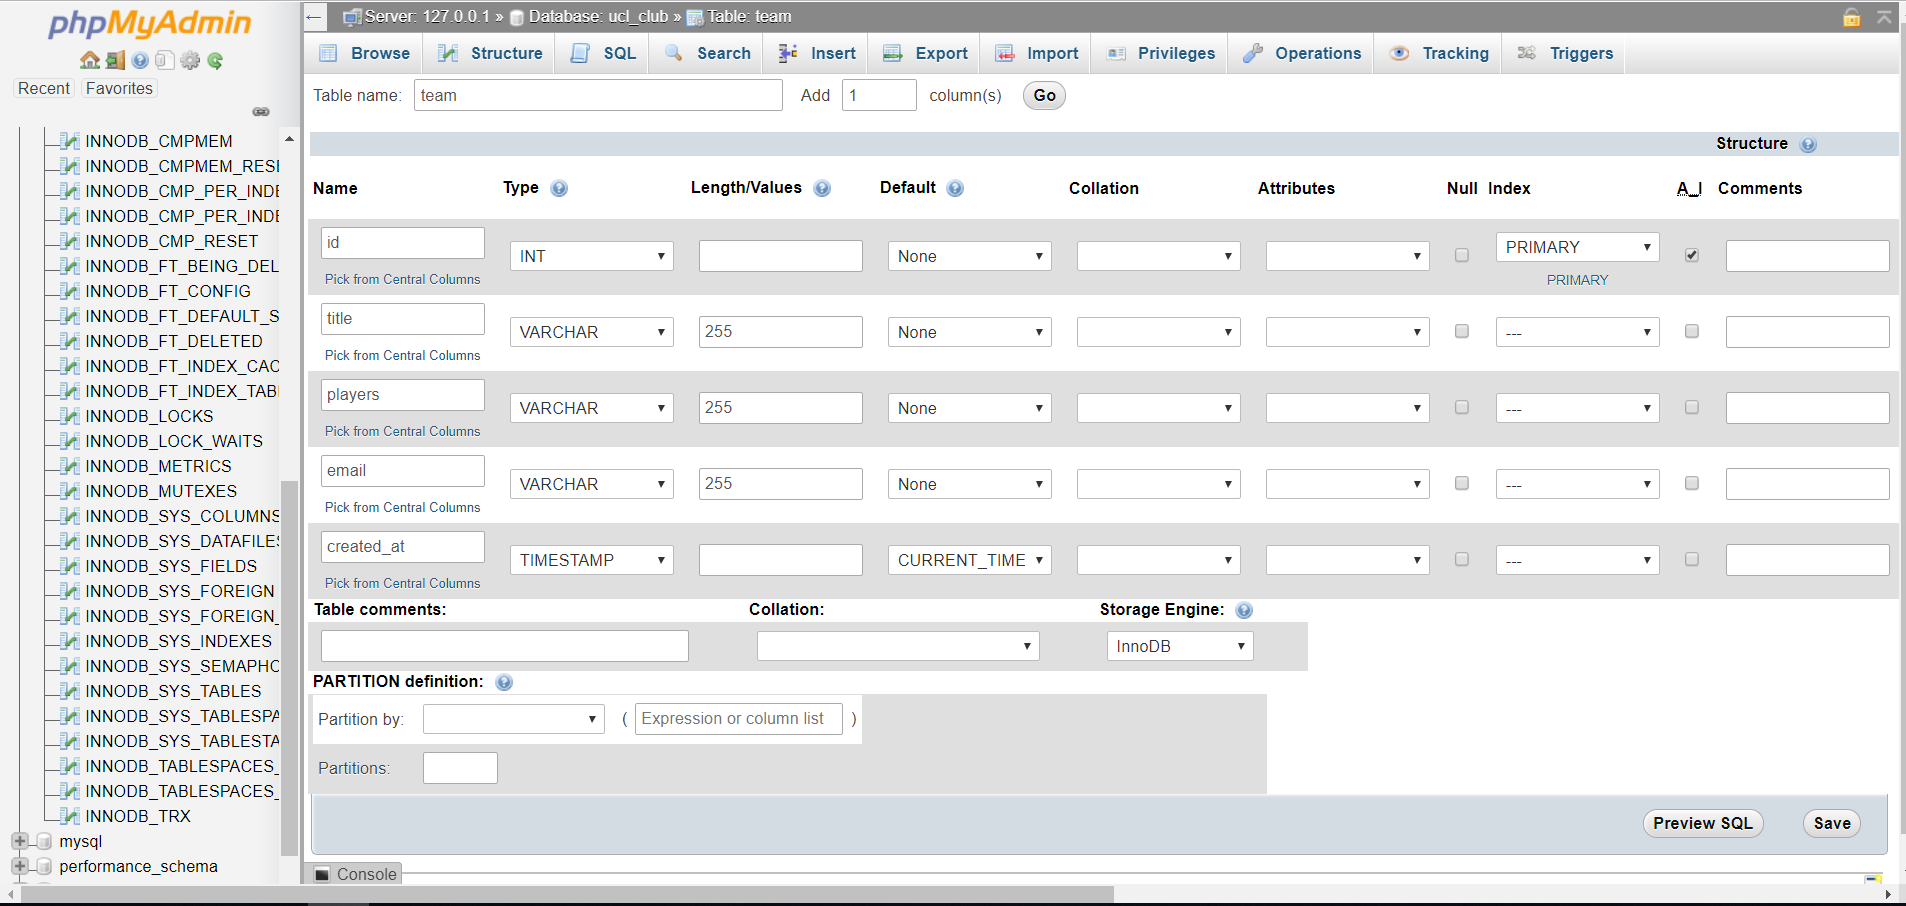 phpMyAdmin
Recent Favorites
INNODB_CMPMEM
INNODB_CMPMEM_RESE
INNODB_CMP_PER_INDE
INNODB_CMP_PER_INDE
INNODB_CMP_RESET
INNODB_FT_BEING_DEL
INNODB_FT_CONFIG
INNODB_FT_DEFAULT_S
INNODB_FT_DELETED
INNODB_FT_INDEX_CAC
INNODB_FT_INDEX_TAB
INNODB_LOCKS
INNODB_LOCK_WAITS
INNODB_METRICS
INNODB_MUTEXES
INNODB_SYS_COLUMNS
INNODB_SYS_DATAFILES
INNODB_SYS_FIELDS
INNODB_SYS_FOREIGN
INNODB_SYS_FOREIGN_
INNODB_SYS_INDEXES
INNODB_SYS_SEMAPHO
INNODB_SYS_TABLES
INNODB_SYS_TABLESPA
INNODB_SYS_TABLESTA
INNODB_TABLESPACES_
INNODB_TABLESPACES_
INNODB_TRX
mysql
performance_schema
Server: 127.0.0.1 » Database: ucl_club » Table: team
Browse Structure SQL Search Insert Export Import Privileges Operations Tracking Triggers
Table name: team Add 1 column(s) Go
Structure
Name Type Length/Values Default Collation Attributes Null Index A_I Comments
id INT None PRIMARY
Pick from Central Columns PRIMARY
title VARCHAR 255 None ---
Pick from Central Columns
players VARCHAR 255 None ---
Pick from Central Columns
email VARCHAR 255 None ---
Pick from Central Columns
created_at TIMESTAMP CURRENT_TIME ---
Pick from Central Columns
Table comments: Collation: Storage Engine:
InnoDB
PARTITION definition:
Partition by: ( Expression or column list )
Partitions:
Preview SQL Save
Console